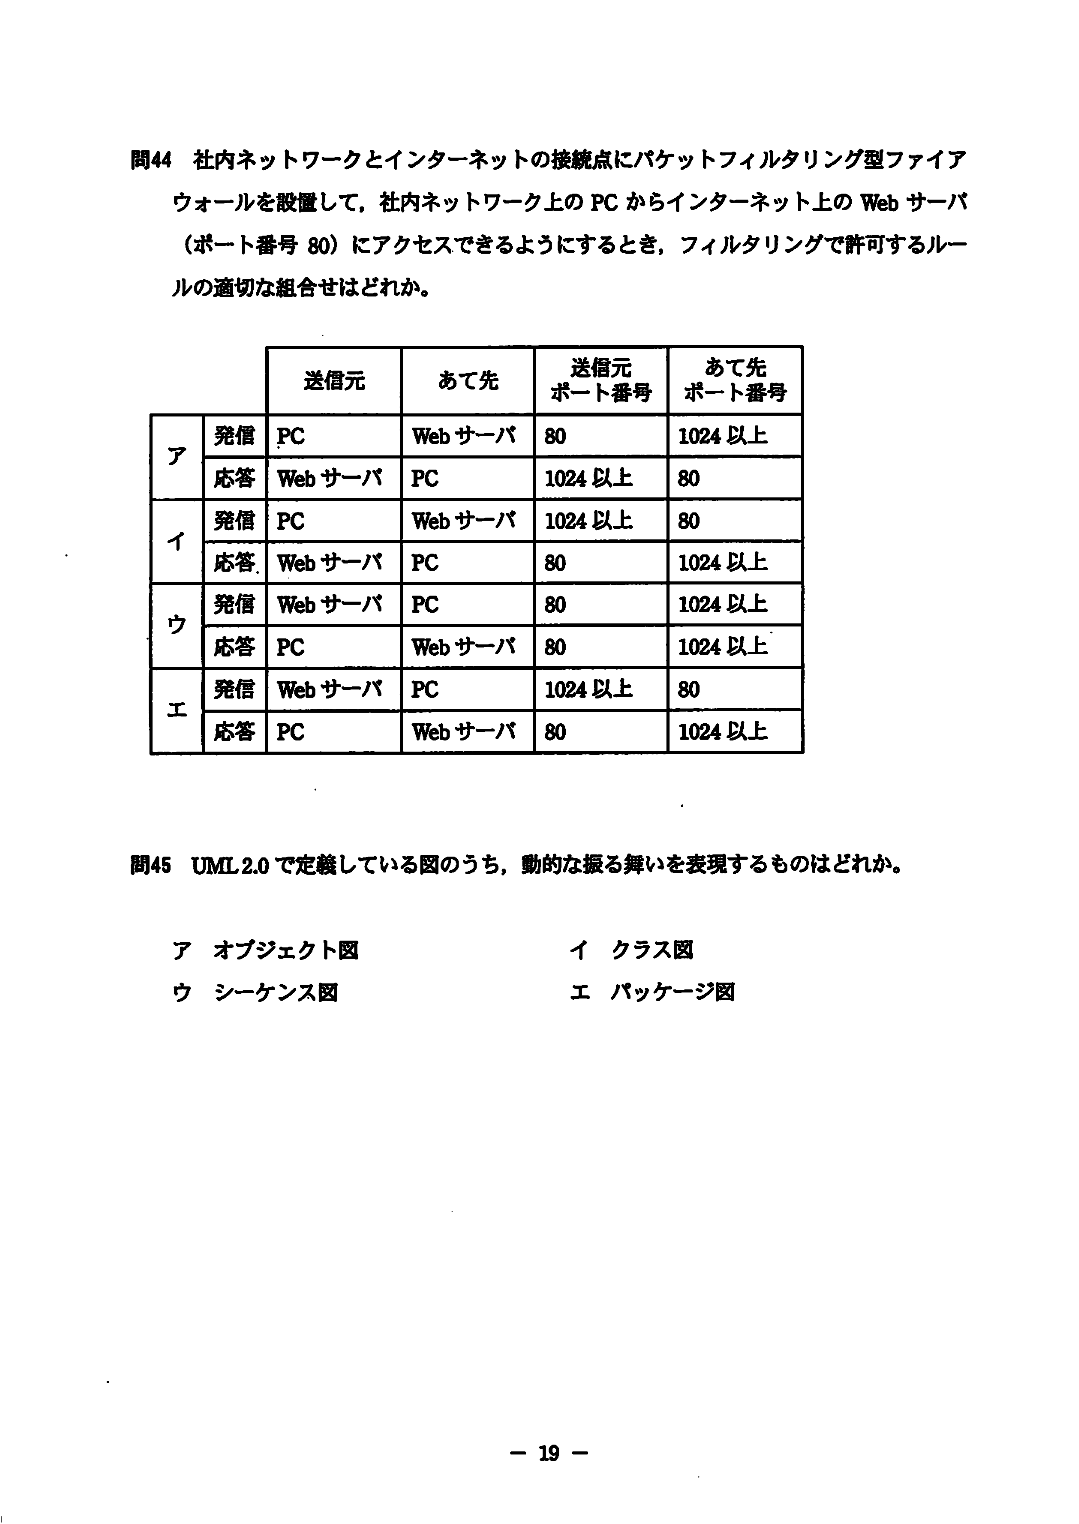 問44 社内ネットワークとインターネットの接続点にパケットフィルタリング型ファイア
ウォールを設置して，社内ネットワーク上の PC からインターネット上の Web サーバ
（ポート番号 80）にアクセスできるようにするとき，フィルタリングで許可するルー
ルの適切な組合せはどれか。
送信元 あて先 送信元ポート番号 あて先ポート番号
ア 発信 PC Web サーバ 80 1024 以上
応答 Web サーバ PC 1024 以上 80
イ 発信 PC Web サーバ 1024 以上 80
応答 Web サーバ PC 80 1024 以上
ウ 発信 Web サーバ PC 80 1024 以上
応答 PC Web サーバ 80 1024 以上
エ 発信 Web サーバ PC 1024 以上 80
応答 PC Web サーバ 80 1024 以上
問45 UML 2.0 で定義している図のうち，動的な振る舞いを表現するものはどれか。
ア オブジェクト図 イ クラス図
ウ シーケンス図 エ パッケージ図
－ 19 －